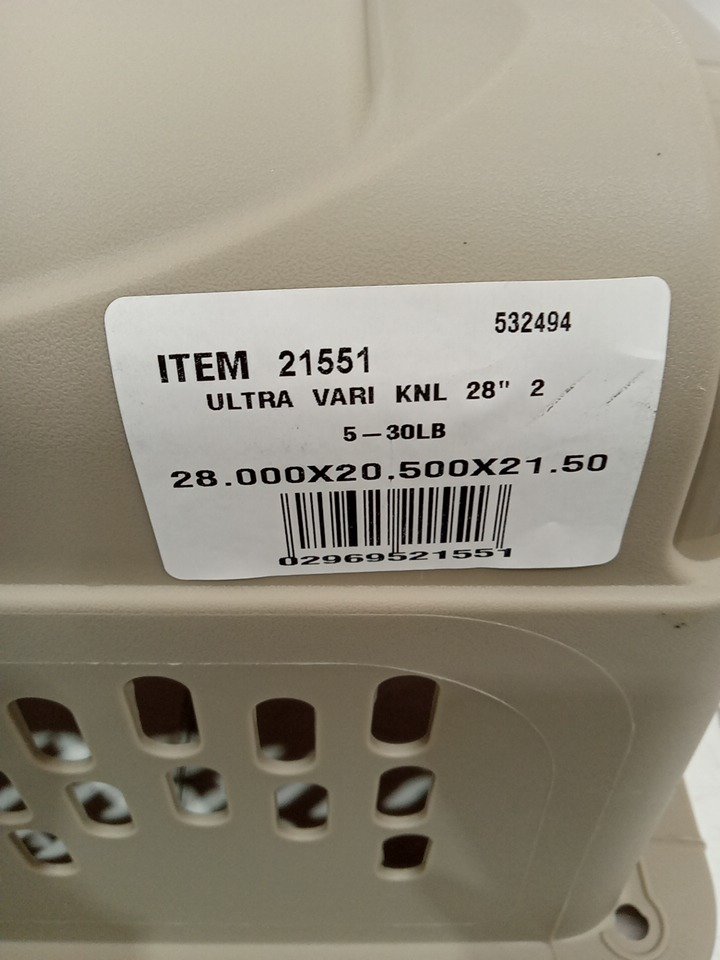 532494
ITEM 21551
ULTRA VARI KNL 28" 2
5-30LB
28.000X20.500X21.50
02969521551